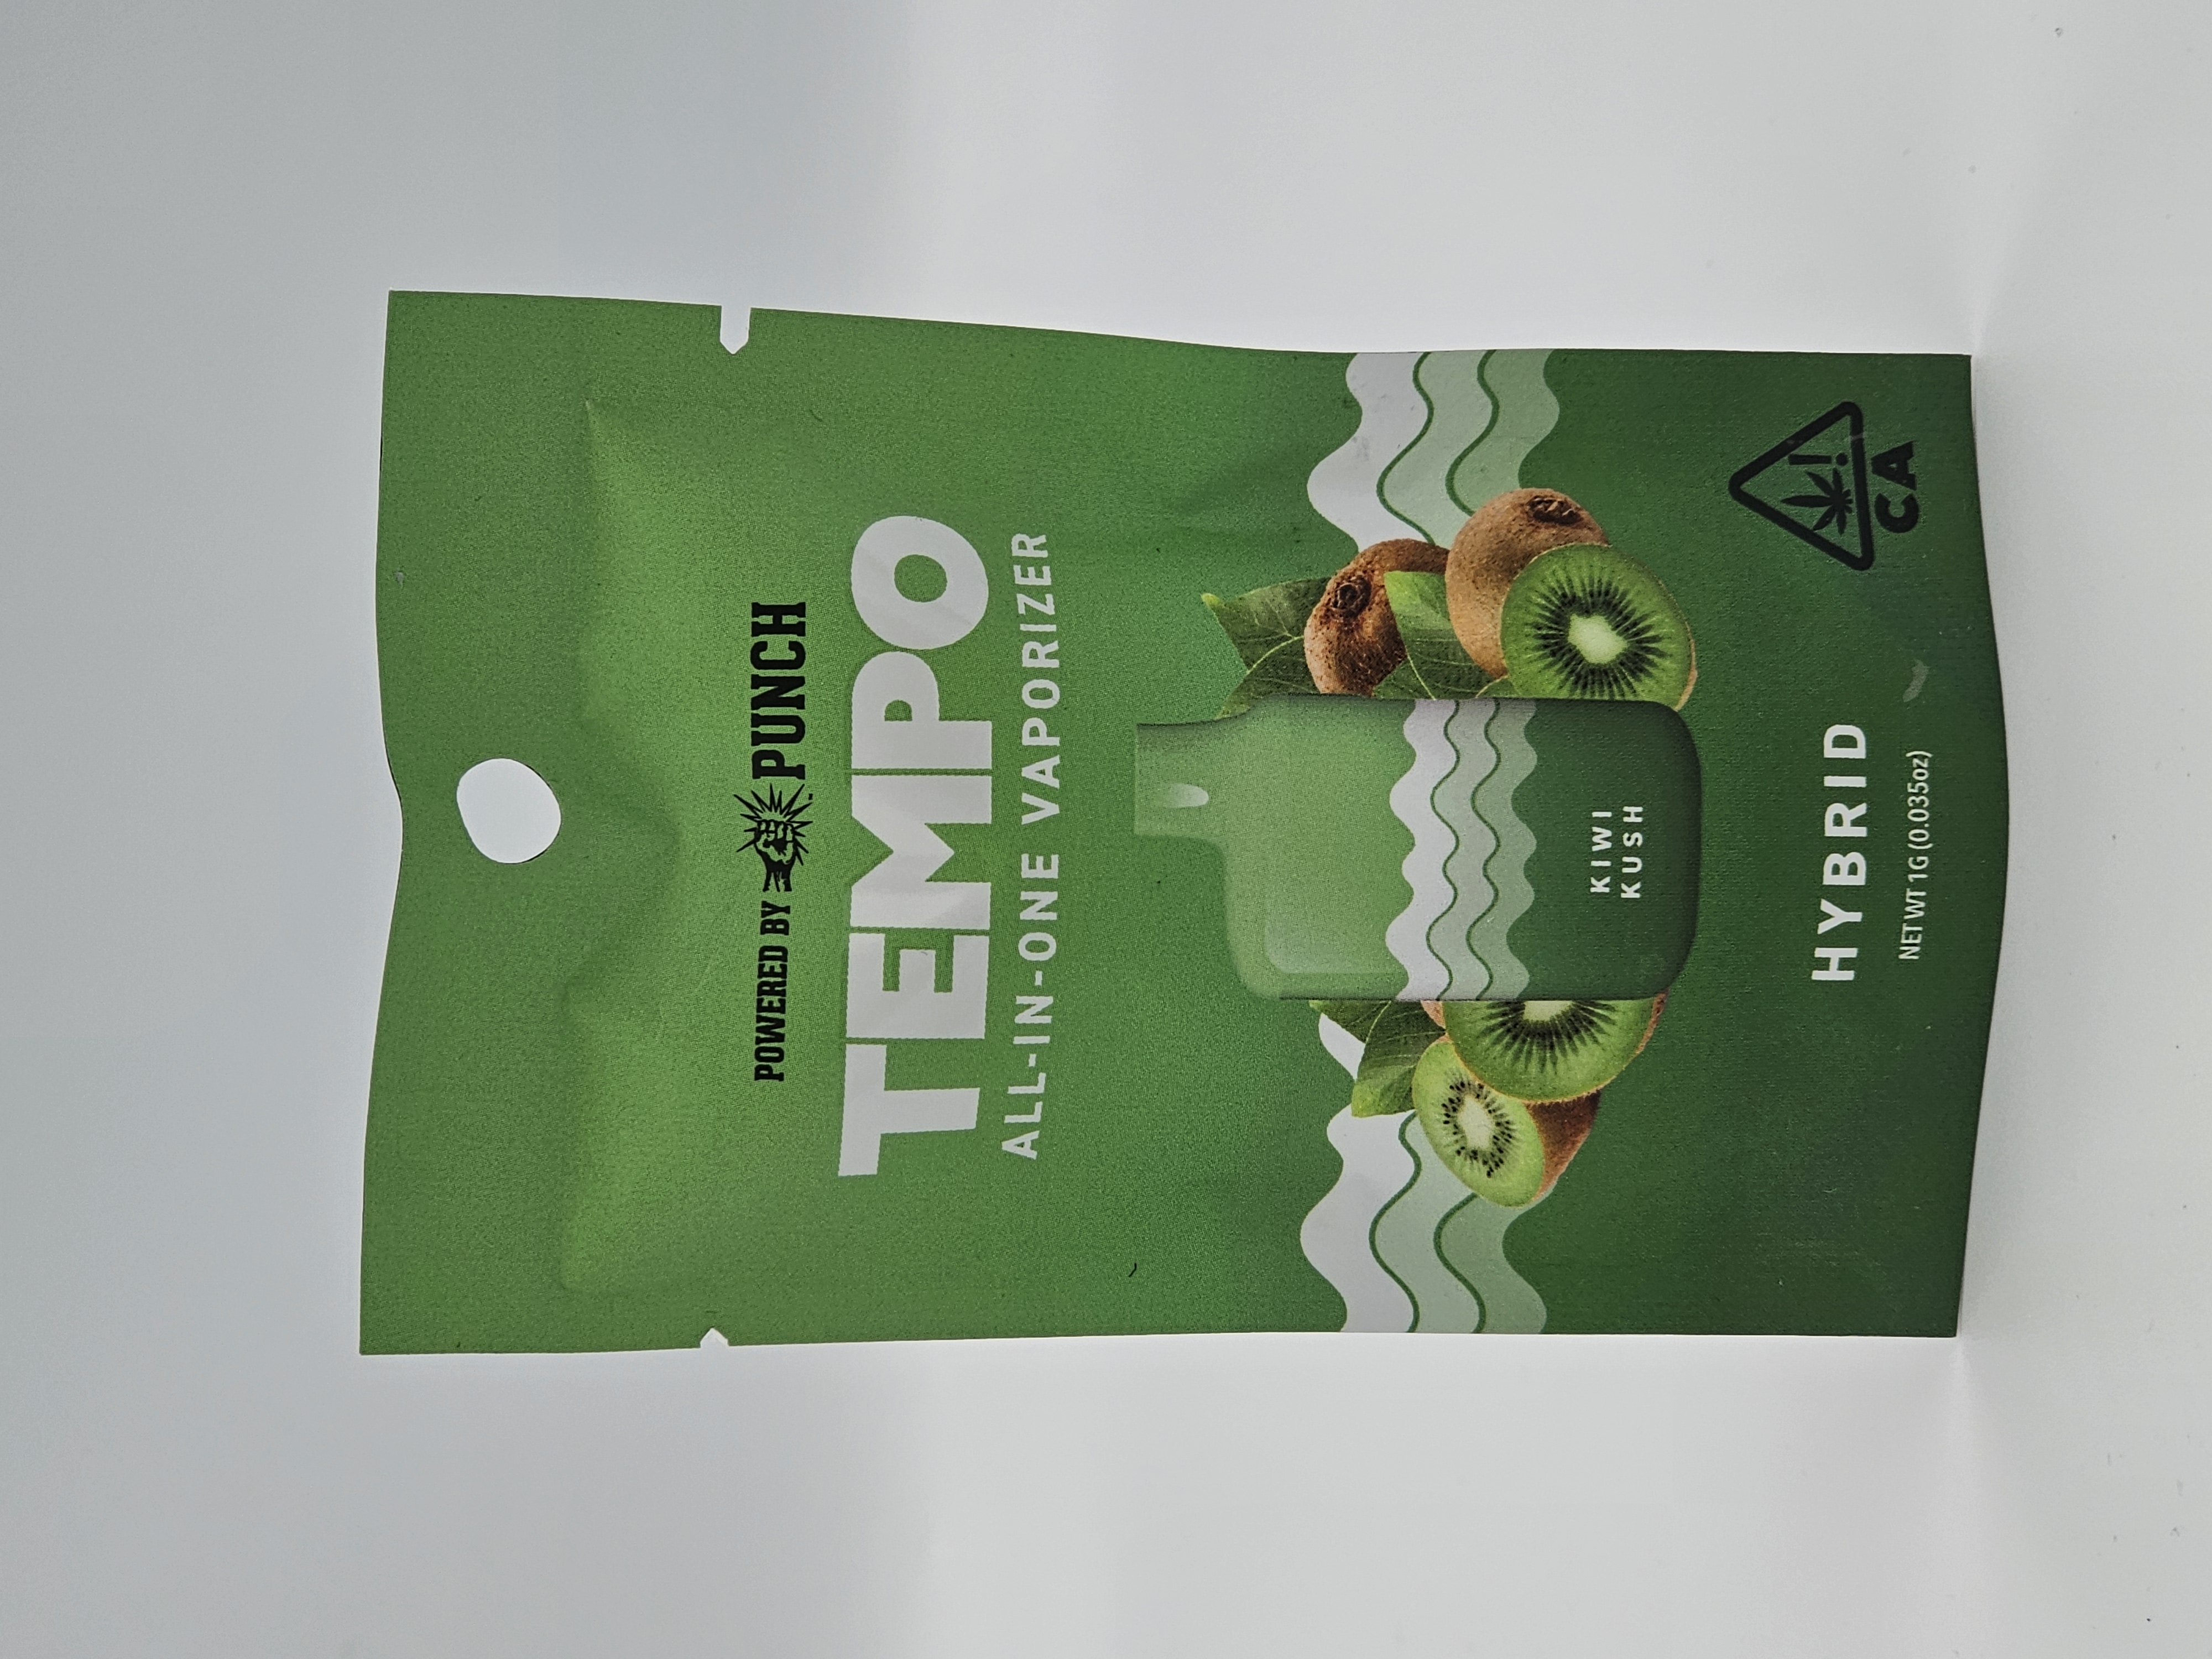 POWERED BY PUNCH
TEMPO
ALL-IN-ONE VAPORIZER
KIWI
KUSH
HYBRID
NET WT 1G (0.035oz)
!
CA